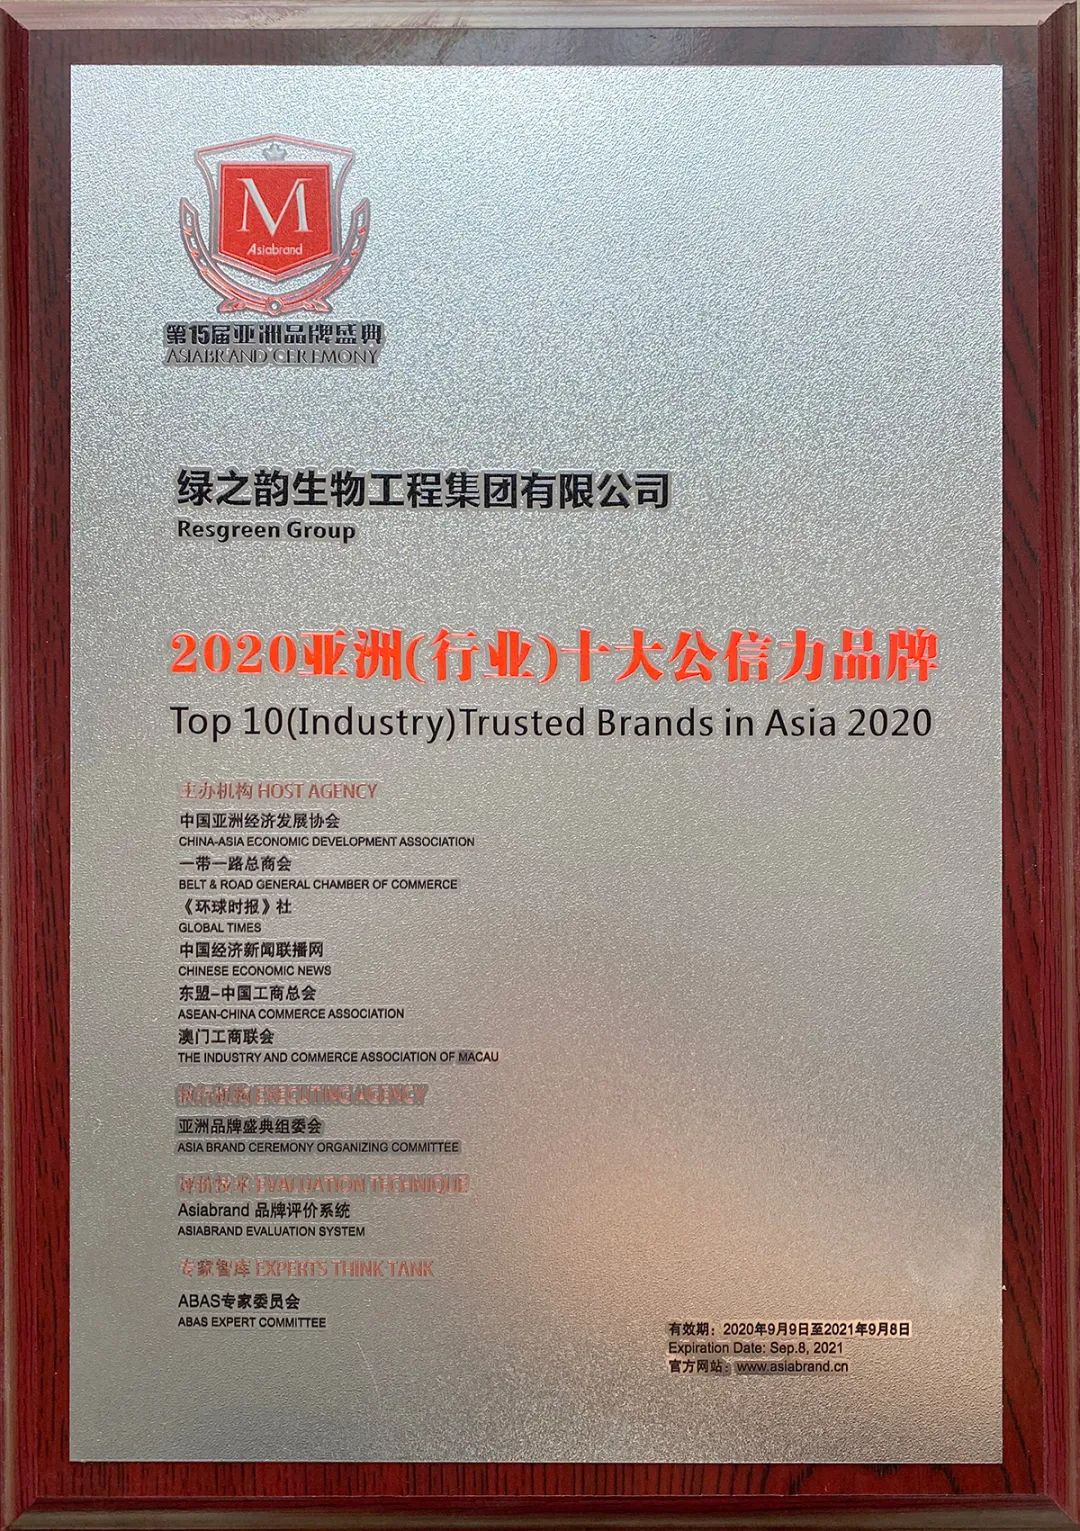 M
Asiabrand
第15届亚洲品牌盛典
ASIABRAND CEREMONY
绿之韵生物工程集团有限公司
Resgreen Group
2020亚洲(行业)十大公信力品牌
Top 10(Industry)Trusted Brands in Asia 2020
主办机构 HOST AGENCY
中国亚洲经济发展协会
CHINA-ASIA ECONOMIC DEVELOPMENT ASSOCIATION
一带一路总商会
BELT & ROAD GENERAL CHAMBER OF COMMERCE
《环球时报》社
GLOBAL TIMES
中国经济新闻联播网
CHINESE ECONOMIC NEWS
东盟-中国工商总会
ASEAN-CHINA COMMERCE ASSOCIATION
澳门工商联会
THE INDUSTRY AND COMMERCE ASSOCIATION OF MACAU
执行机构 EXECUTING AGENCY
亚洲品牌盛典组委会
ASIA BRAND CEREMONY ORGANIZING COMMITTEE
评价技术 EVALUATION TECHNIQUE
Asiabrand 品牌评价系统
ASIABRAND EVALUATION SYSTEM
专家智库 EXPERTS THINK TANK
ABAS专家委员会
ABAS EXPERT COMMITTEE
有效期：2020年9月9日至2021年9月8日
Expiration Date: Sep.8, 2021
官方网站：www.asiabrand.cn